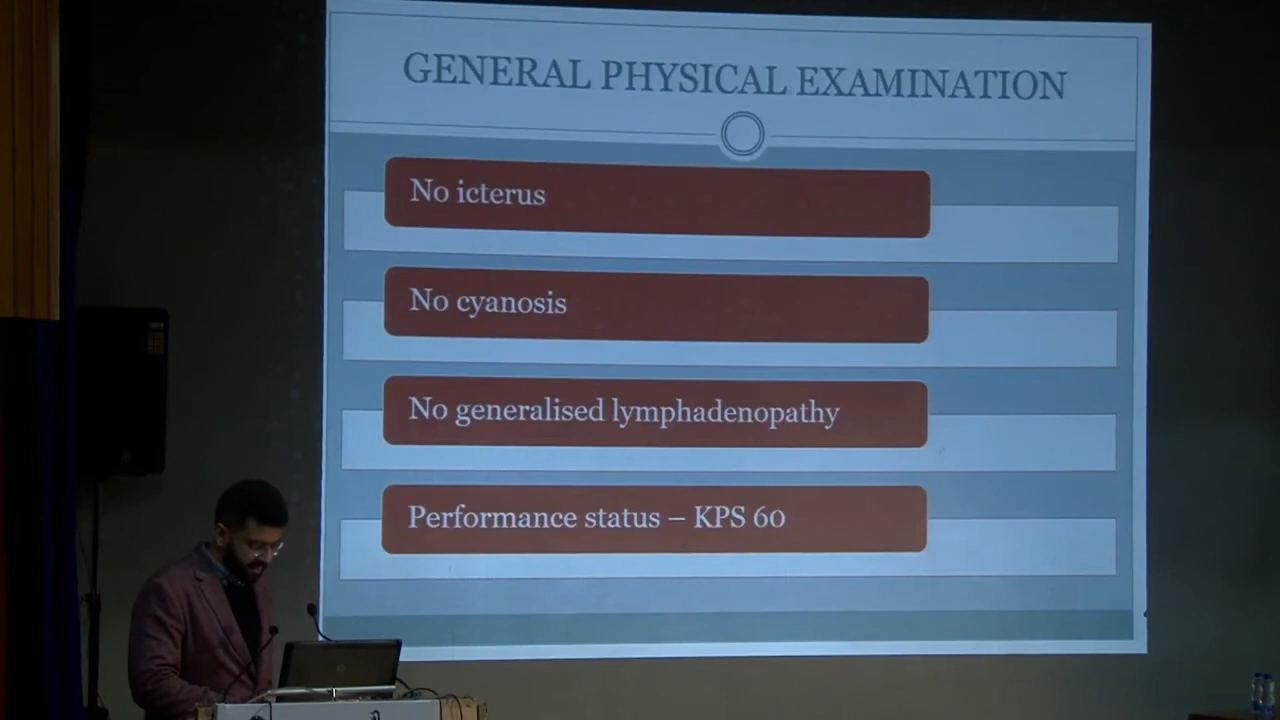 GENERAL PHYSICAL EXAMINATION
No icterus
No cyanosis
No generalised lymphadenopathy
Performance status – KPS 60